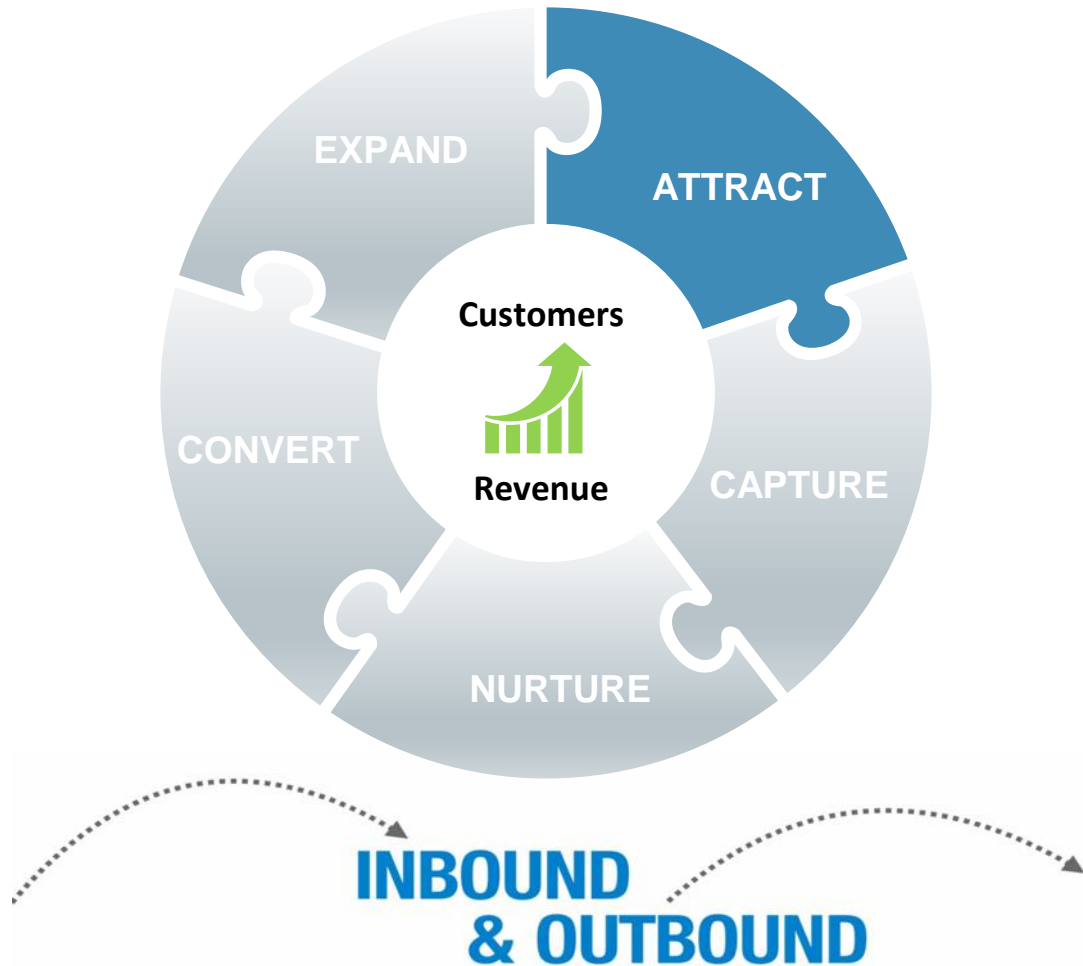 EXPAND
ATTRACT
Customers
CONVERT
CAPTURE
Revenue
NURTURE
INBOUND
& OUTBOUND